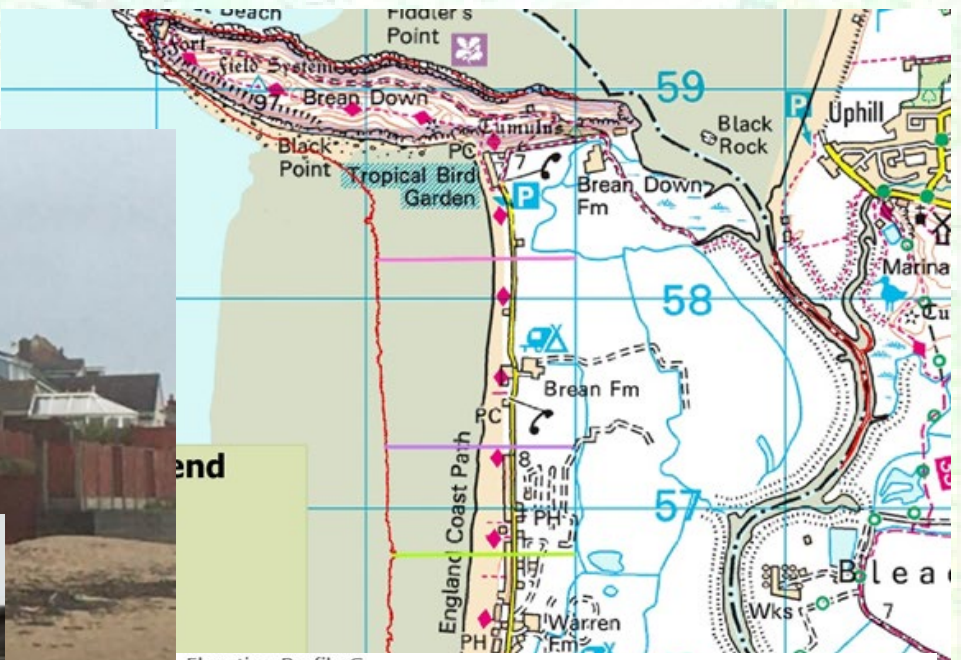 Fiddler's
Point
Beach
Fort
Field System
59
P
Uphill
97
Brean Down
Tumulus
Black
Rock
Black
Point
PC
7
Tropical Bird
Garden
P
Brean Down
Fm
58
Marina
Brean Fm
PC
8
end
57
England Coast Path
PH
Blea
Wks
7
Warren
Fm
PH